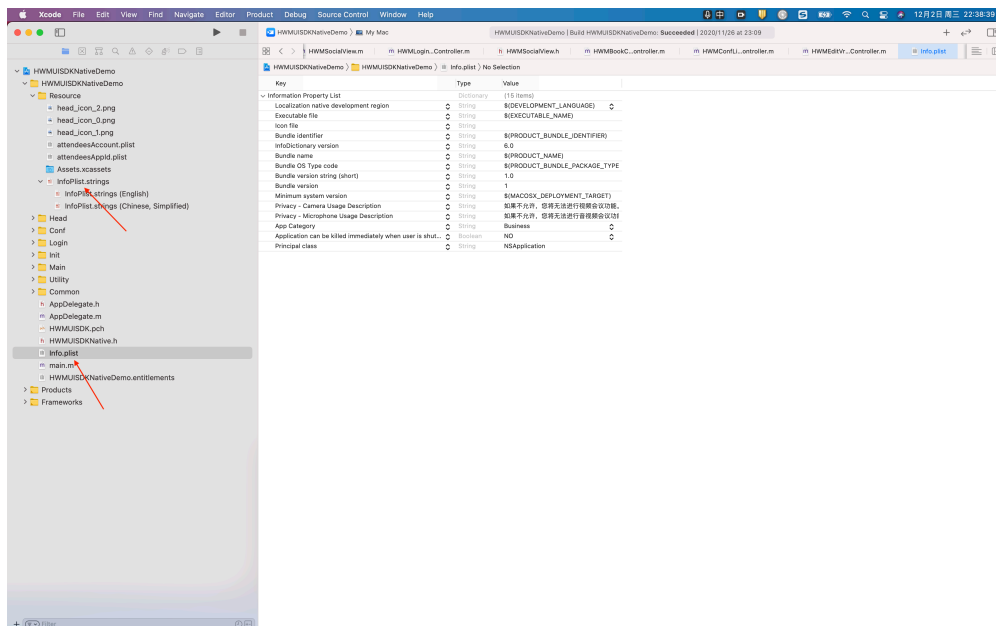 Xcode File Edit View Find Navigate Editor Product Debug Source Control Window Help 中 S 12月2日 周三 22:38:39
HWMUISDKNativeDemo 〉 My Mac HWMUISDKNativeDemo | Build HWMUISDKNativeDemo: Succeeded | 2020/11/26 at 23:09
HWMSocialView.m m HWMLogin...Controller.m h HWMSocialView.h m HWMBookC...ontroller.m m HWMConfLi...ontroller.m m HWMEditVr...Controller.m Info.plist
HWMUISDKNativeDemo 〉 HWMUISDKNativeDemo 〉 Info.plist 〉 No Selection
HWMUISDKNativeDemo
HWMUISDKNativeDemo
Resource
head_icon_2.png
head_icon_0.png
head_icon_1.png
attendeesAccount.plist
attendeesAppId.plist
Assets.xcassets
InfoPlist.strings
InfoPlist.strings (English)
InfoPlist.strings (Chinese, Simplified)
Head
Conf
Login
Init
Main
Utility
Common
h AppDelegate.h
m AppDelegate.m
HWMUISDK.pch
h HWMUISDKNative.h
Info.plist
m main.m
HWMUISDKNativeDemo.entitlements
Products
Frameworks
Filter
Key Type Value
Information Property List Dictionary (15 items)
Localization native development region String $(DEVELOPMENT_LANGUAGE)
Executable file String $(EXECUTABLE_NAME)
Icon file String
Bundle identifier String $(PRODUCT_BUNDLE_IDENTIFIER)
InfoDictionary version String 6.0
Bundle name String $(PRODUCT_NAME)
Bundle OS Type code String $(PRODUCT_BUNDLE_PACKAGE_TYPE
Bundle version string (short) String 1.0
Bundle version String 1
Minimum system version String $(MACOSX_DEPLOYMENT_TARGET)
Privacy - Camera Usage Description String 如果不允许，您将无法进行视频会议功能。
Privacy - Microphone Usage Description String 如果不允许，您将无法进行音视频会议功
App Category String Business
Application can be killed immediately when user is shut... Boolean NO
Principal class String NSApplication